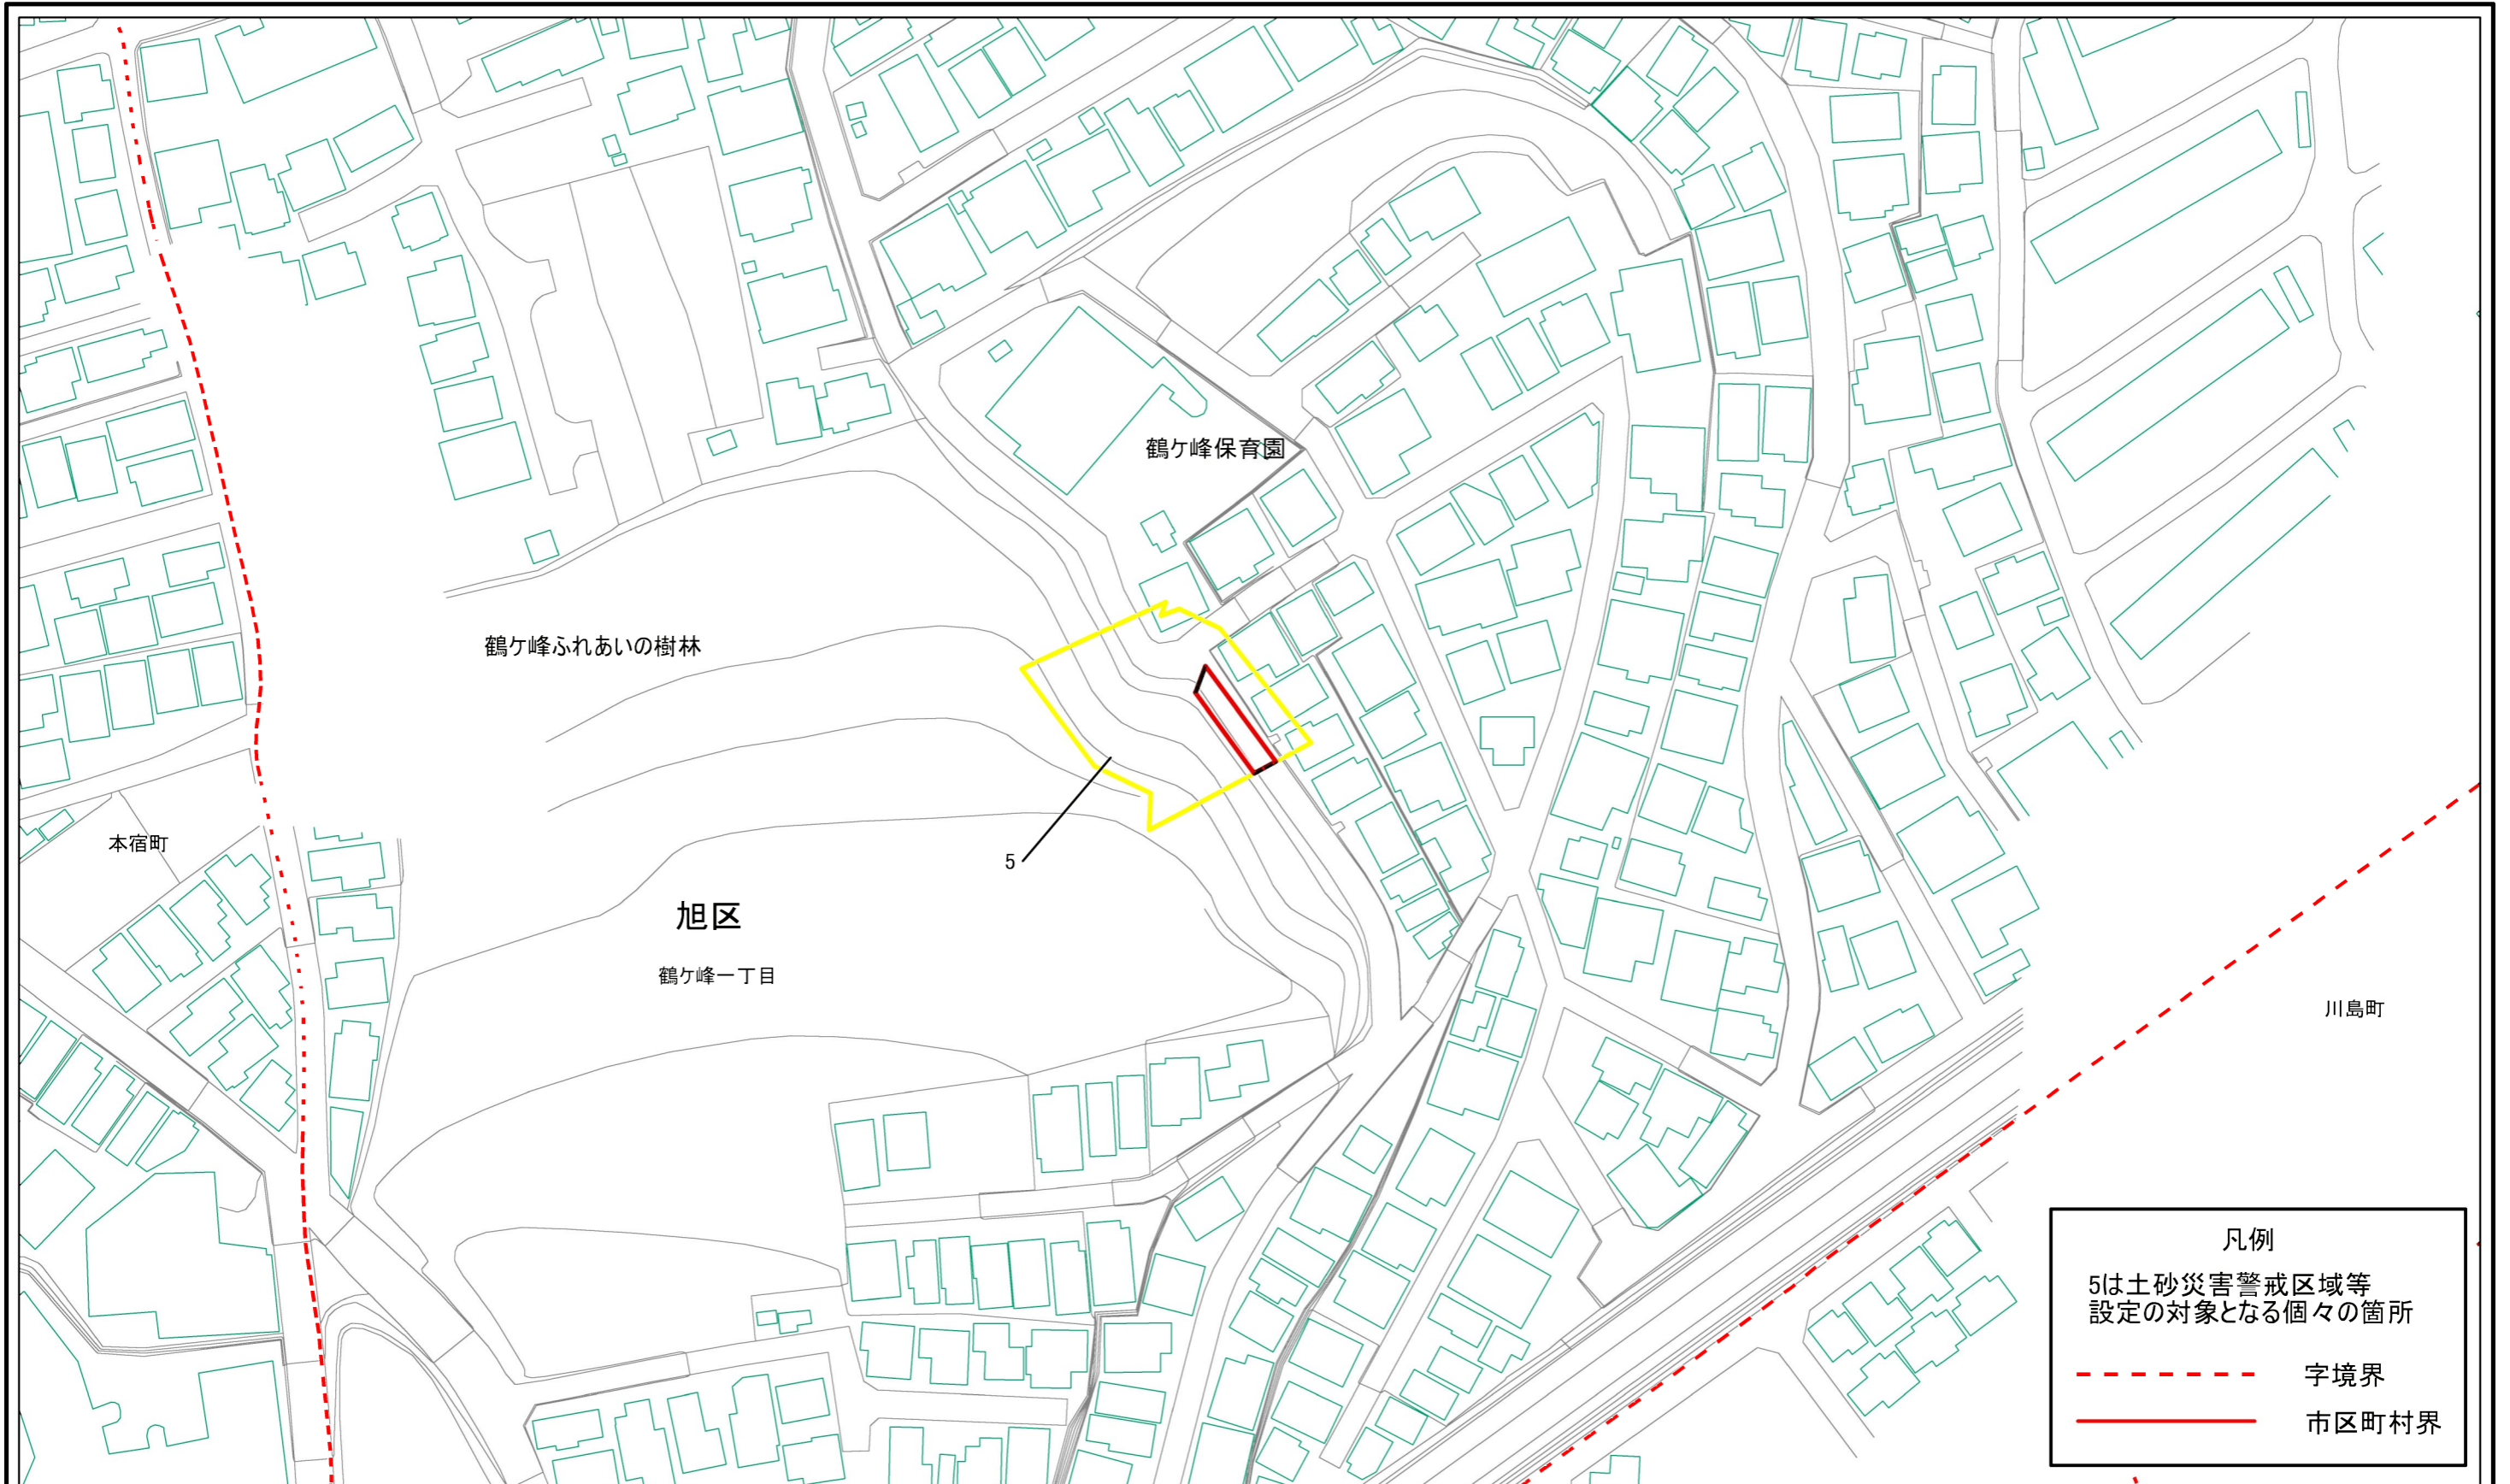 鶴ケ峰保育園
鶴ケ峰ふれあいの樹林
本宿町
5
旭区
鶴ケ峰一丁目
川島町
凡例
5は土砂災害警戒区域等
設定の対象となる個々の箇所
字境界
市区町村界